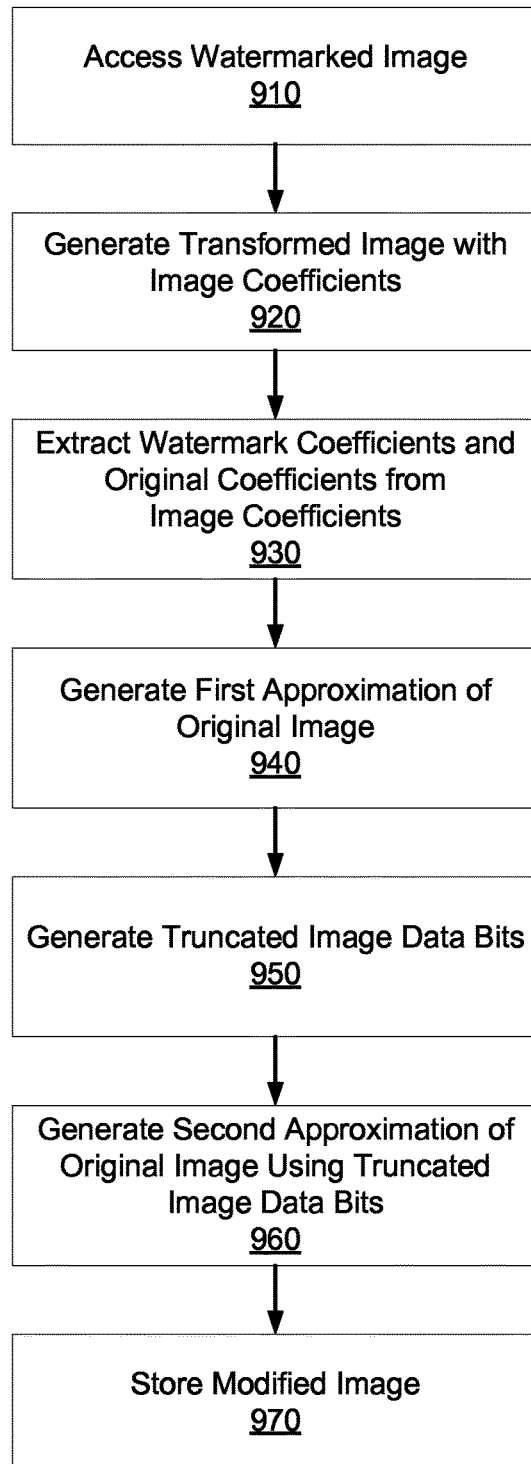 Access Watermarked Image
910
Generate Transformed Image with
Image Coefficients
920
Extract Watermark Coefficients and
Original Coefficients from
Image Coefficients
930
Generate First Approximation of
Original Image
940
Generate Truncated Image Data Bits
950
Generate Second Approximation of
Original Image Using Truncated
Image Data Bits
960
Store Modified Image
970